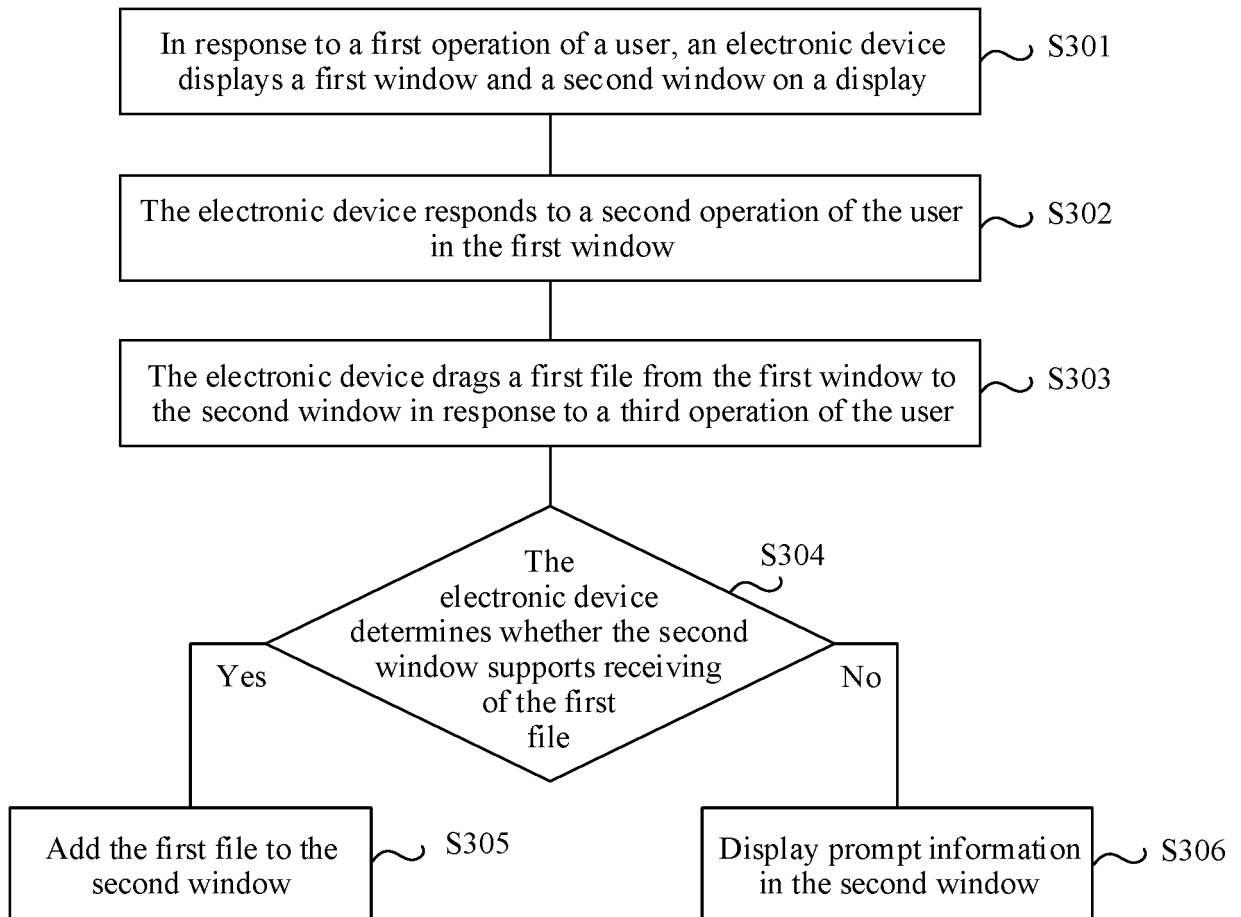 In response to a first operation of a user, an electronic device
displays a first window and a second window on a display
S301
The electronic device responds to a second operation of the user
in the first window
S302
The electronic device drags a first file from the first window to
the second window in response to a third operation of the user
S303
The
electronic device
determines whether the second
window supports receiving
of the first
file
S304
Yes
No
Add the first file to the
second window
S305
Display prompt information
in the second window
S306